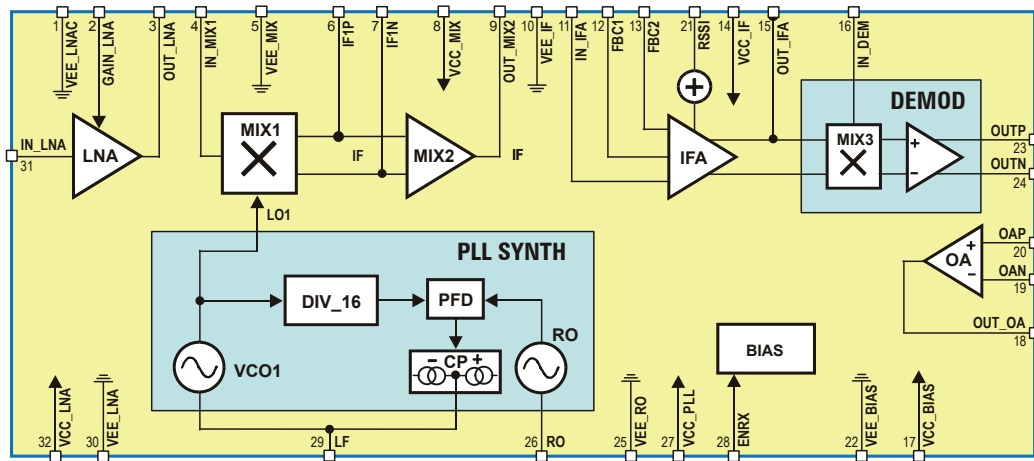 1 VEE_LNAC
2 GAIN_LNA
3 OUT_LNA
4 IN_MIX1
5 VEE_MIX
6 IF1P
7 IF1N
8 VCC_MIX
9 OUT_MIX2
10 VEE_IF
11 IN_IFA
12 FBC1
13 FBC2
21 RSSI
14 VCC_IF
15 OUT_IFA
16 IN_DEM
IN_LNA
31
LNA
MIX1
IF
MIX2
IF
+
IFA
DEMOD
MIX3
+
-
OUTP
23
OUTN
24
LO1
PLL SYNTH
DIV_16
PFD
RO
VCO1
- CP +
OAP
20
OAN
19
+
-
OA
OUT_OA
18
BIAS
32 VCC_LNA
30 VEE_LNA
29 LF
26 RO
25 VEE_RO
27 VCC_PLL
28 ENRX
22 VEE_BIAS
17 VCC_BIAS